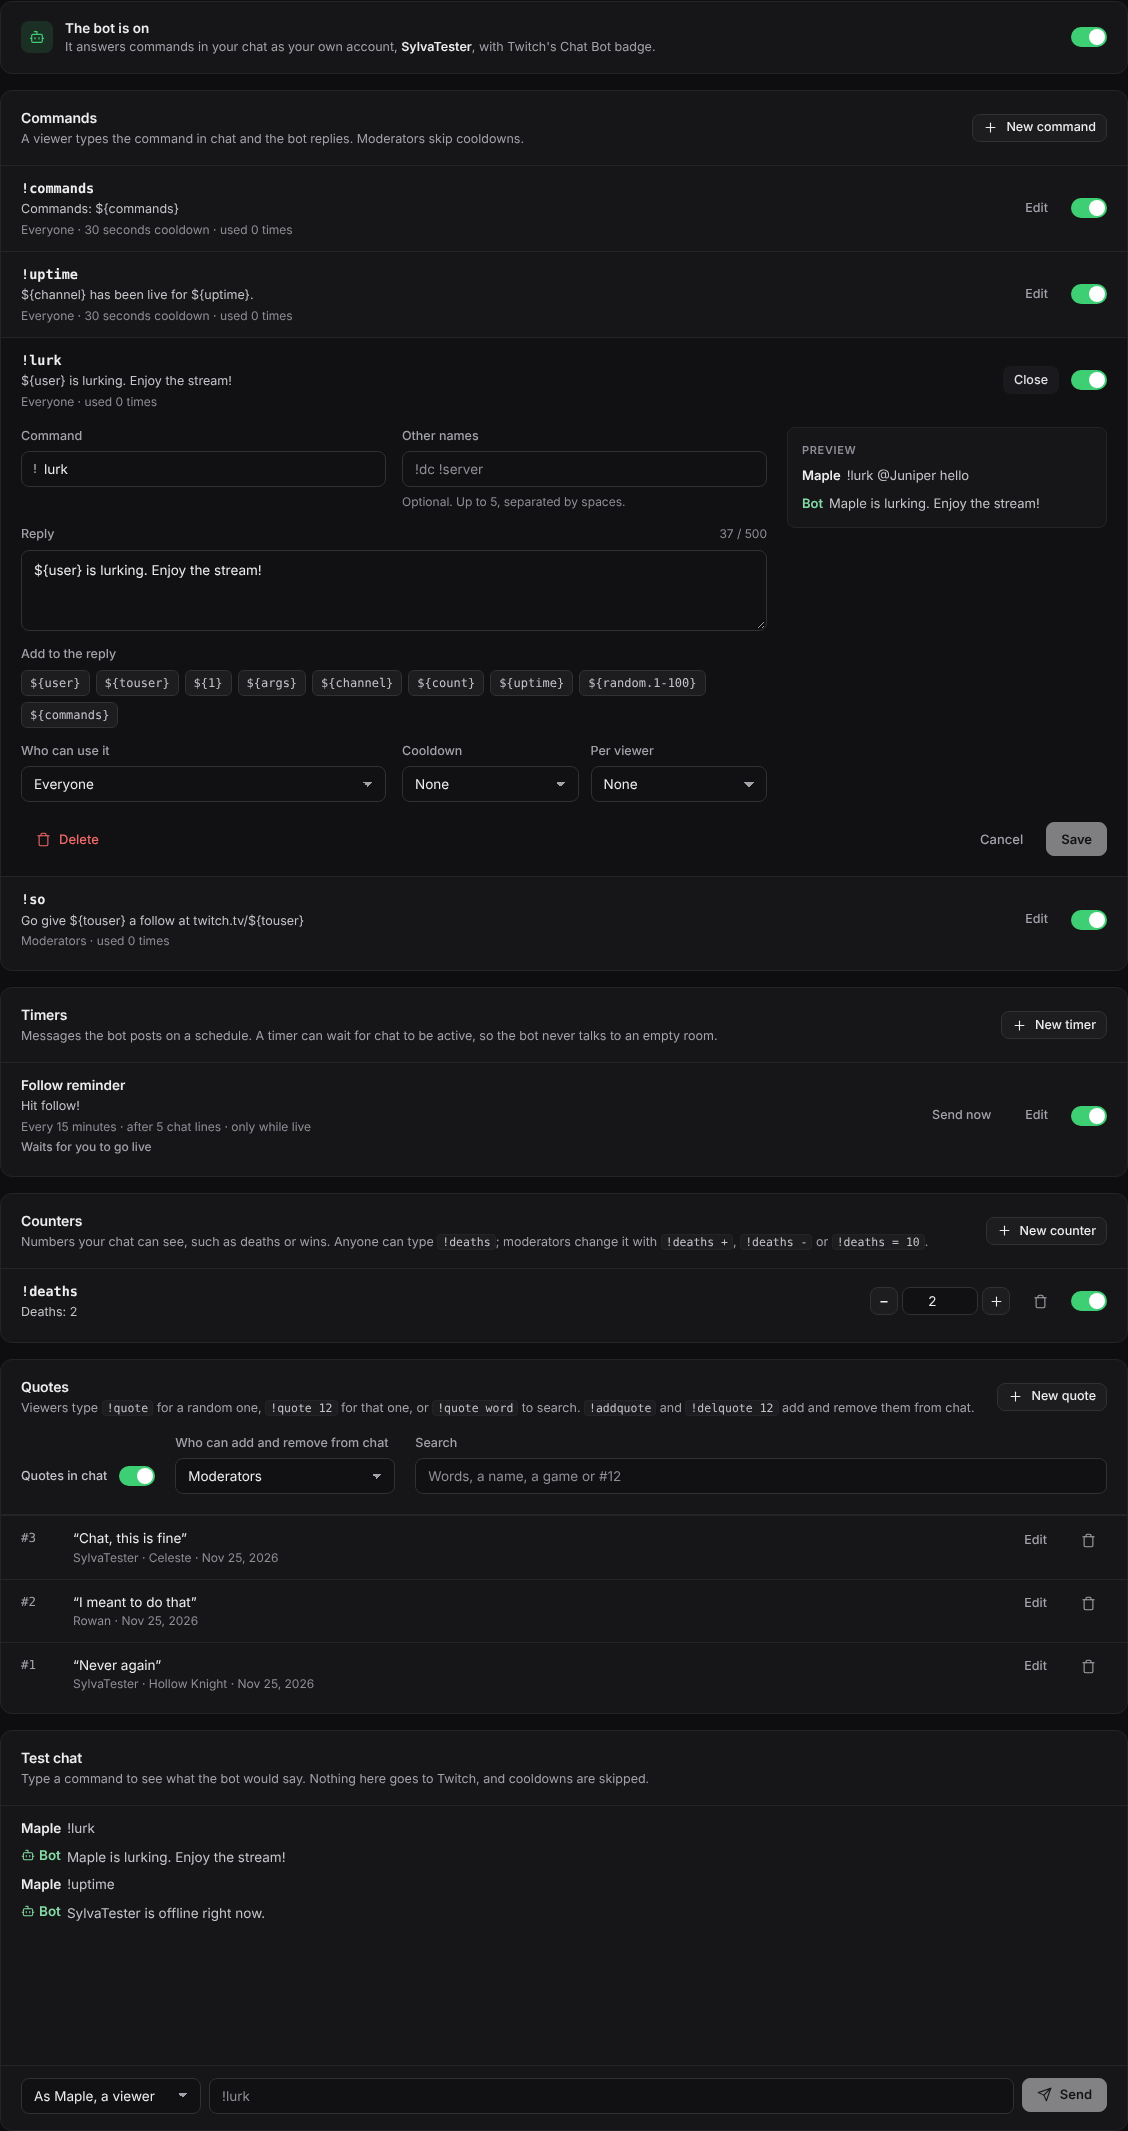 The bot is on
It answers commands in your chat as your own account, SylvaTester, with Twitch's Chat Bot badge.
Commands
A viewer types the command in chat and the bot replies. Moderators skip cooldowns.
New command
!commands
Commands: ${commands}
Everyone · 30 seconds cooldown · used 0 times
Edit
!uptime
${channel} has been live for ${uptime}.
Everyone · 30 seconds cooldown · used 0 times
Edit
!lurk
${user} is lurking. Enjoy the stream!
Everyone · used 0 times
Close
Command
Other names
! lurk
!dc !server
Optional. Up to 5, separated by spaces.
PREVIEW
Maple !lurk @Juniper hello
Bot Maple is lurking. Enjoy the stream!
Reply
37 / 500
${user} is lurking. Enjoy the stream!
Add to the reply
${user} ${touser} ${1} ${args} ${channel} ${count} ${uptime} ${random.1-100}
${commands}
Who can use it
Cooldown
Per viewer
Everyone
None
None
Delete
Cancel
Save
!so
Go give ${touser} a follow at twitch.tv/${touser}
Moderators · used 0 times
Edit
Timers
Messages the bot posts on a schedule. A timer can wait for chat to be active, so the bot never talks to an empty room.
New timer
Follow reminder
Hit follow!
Every 15 minutes · after 5 chat lines · only while live
Waits for you to go live
Send now
Edit
Counters
Numbers your chat can see, such as deaths or wins. Anyone can type !deaths; moderators change it with !deaths +, !deaths - or !deaths = 10.
New counter
!deaths
Deaths: 2
− 2 +
Quotes
Viewers type !quote for a random one, !quote 12 for that one, or !quote word to search. !addquote and !delquote 12 add and remove them from chat.
New quote
Who can add and remove from chat
Search
Quotes in chat
Moderators
Words, a name, a game or #12
#3
“Chat, this is fine”
SylvaTester · Celeste · Nov 25, 2026
Edit
#2
“I meant to do that”
Rowan · Nov 25, 2026
Edit
#1
“Never again”
SylvaTester · Hollow Knight · Nov 25, 2026
Edit
Test chat
Type a command to see what the bot would say. Nothing here goes to Twitch, and cooldowns are skipped.
Maple !lurk
Bot Maple is lurking. Enjoy the stream!
Maple !uptime
Bot SylvaTester is offline right now.
As Maple, a viewer
!lurk
Send